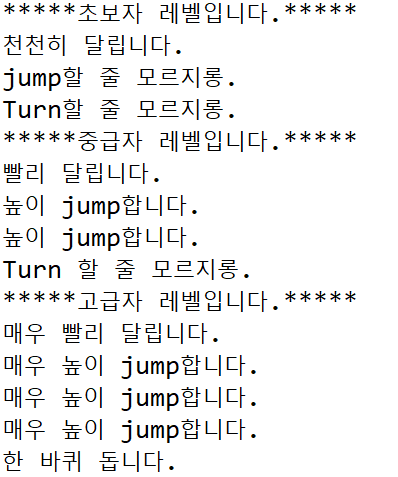 *****초보자 레벨입니다.*****
천천히 달립니다.
jump할 줄 모르지롱.
Turn할 줄 모르지롱.
*****중급자 레벨입니다.*****
빨리 달립니다.
높이 jump합니다.
높이 jump합니다.
Turn 할 줄 모르지롱.
*****고급자 레벨입니다.*****
매우 빨리 달립니다.
매우 높이 jump합니다.
매우 높이 jump합니다.
매우 높이 jump합니다.
한 바퀴 돕니다.